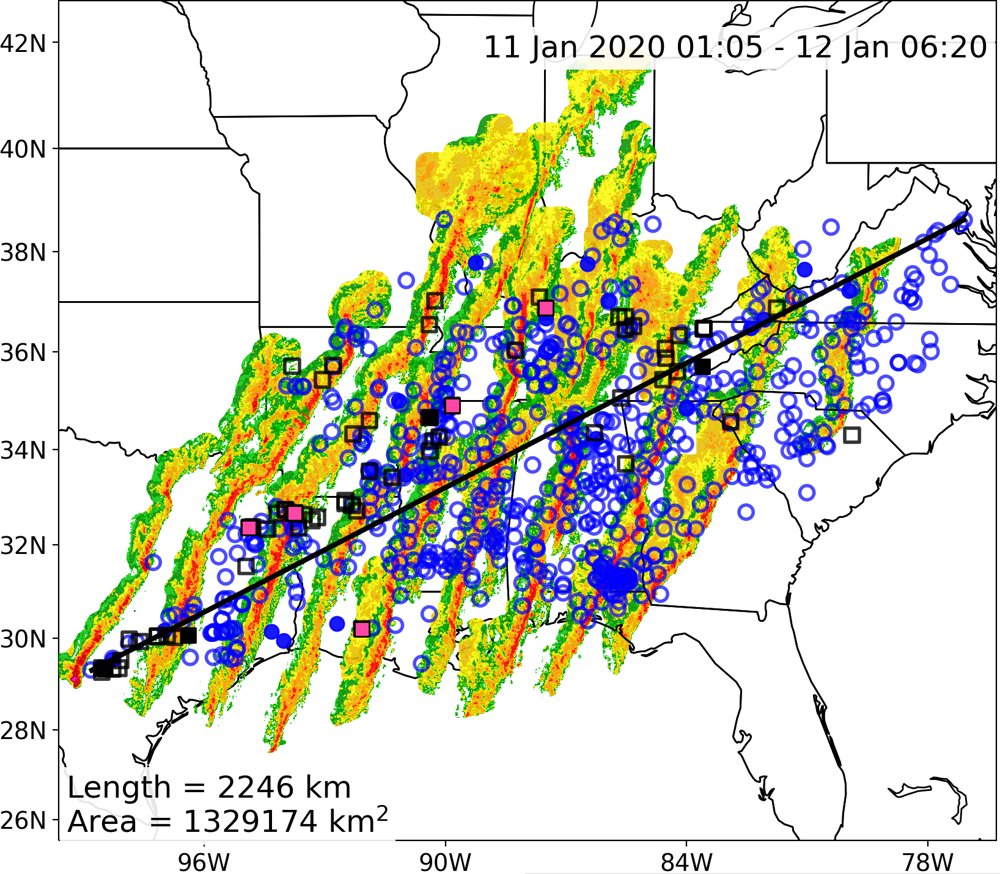 11 Jan 2020 01:05 - 12 Jan 06:20
42N
40N
38N
36N
34N
32N
30N
28N
26N
Length = 2246 km
Area = 1329174 km²
96W
90W
84W
78W